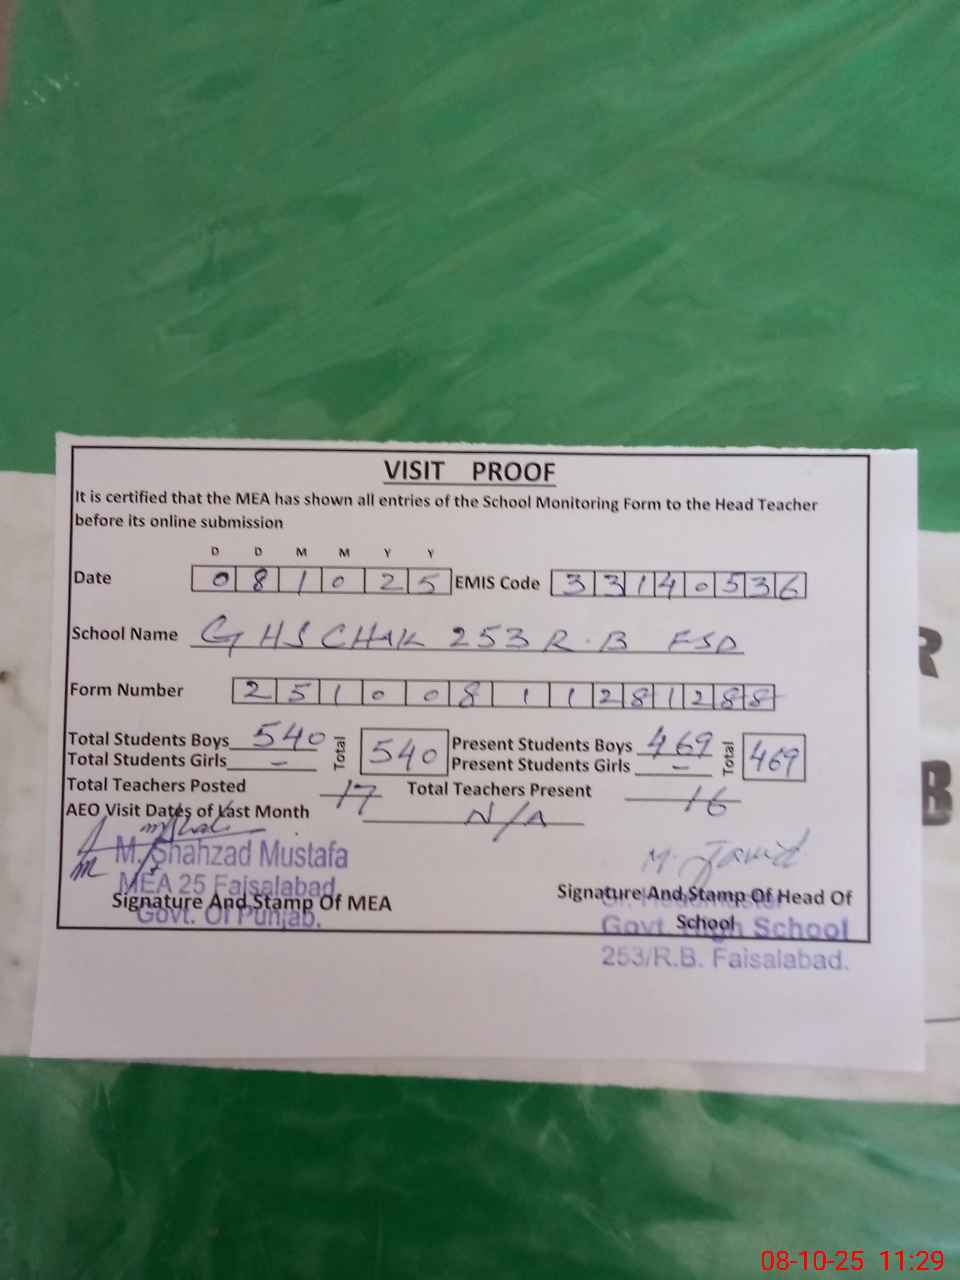 VISIT PROOF
It is certified that the MEA has shown all entries of the School Monitoring Form to the Head Teacher
before its online submission
D D M M Y Y
Date 0 8 1 0 2 5 EMIS Code 3 3 1 4 0 5 3 6
School Name GHS CHAK 253 R.B FSD
Form Number 2 5 1 0 0 8 1 1 2 8 1 2 8 8
Total Students Boys 540 Total 540 Present Students Boys 469 Total 469
Total Students Girls - Present Students Girls -
Total Teachers Posted 17 Total Teachers Present 16
AEO Visit Dates of Last Month N/A
M. Shahzad Mustafa
MEA 25 Faisalabad
Govt. Of Punjab.
Signature And Stamp Of MEA
M. Javid
Signature And Stamp Of Head Of
School
Govt. High School
253/R.B. Faisalabad.
R
B
08-10-25 11:29